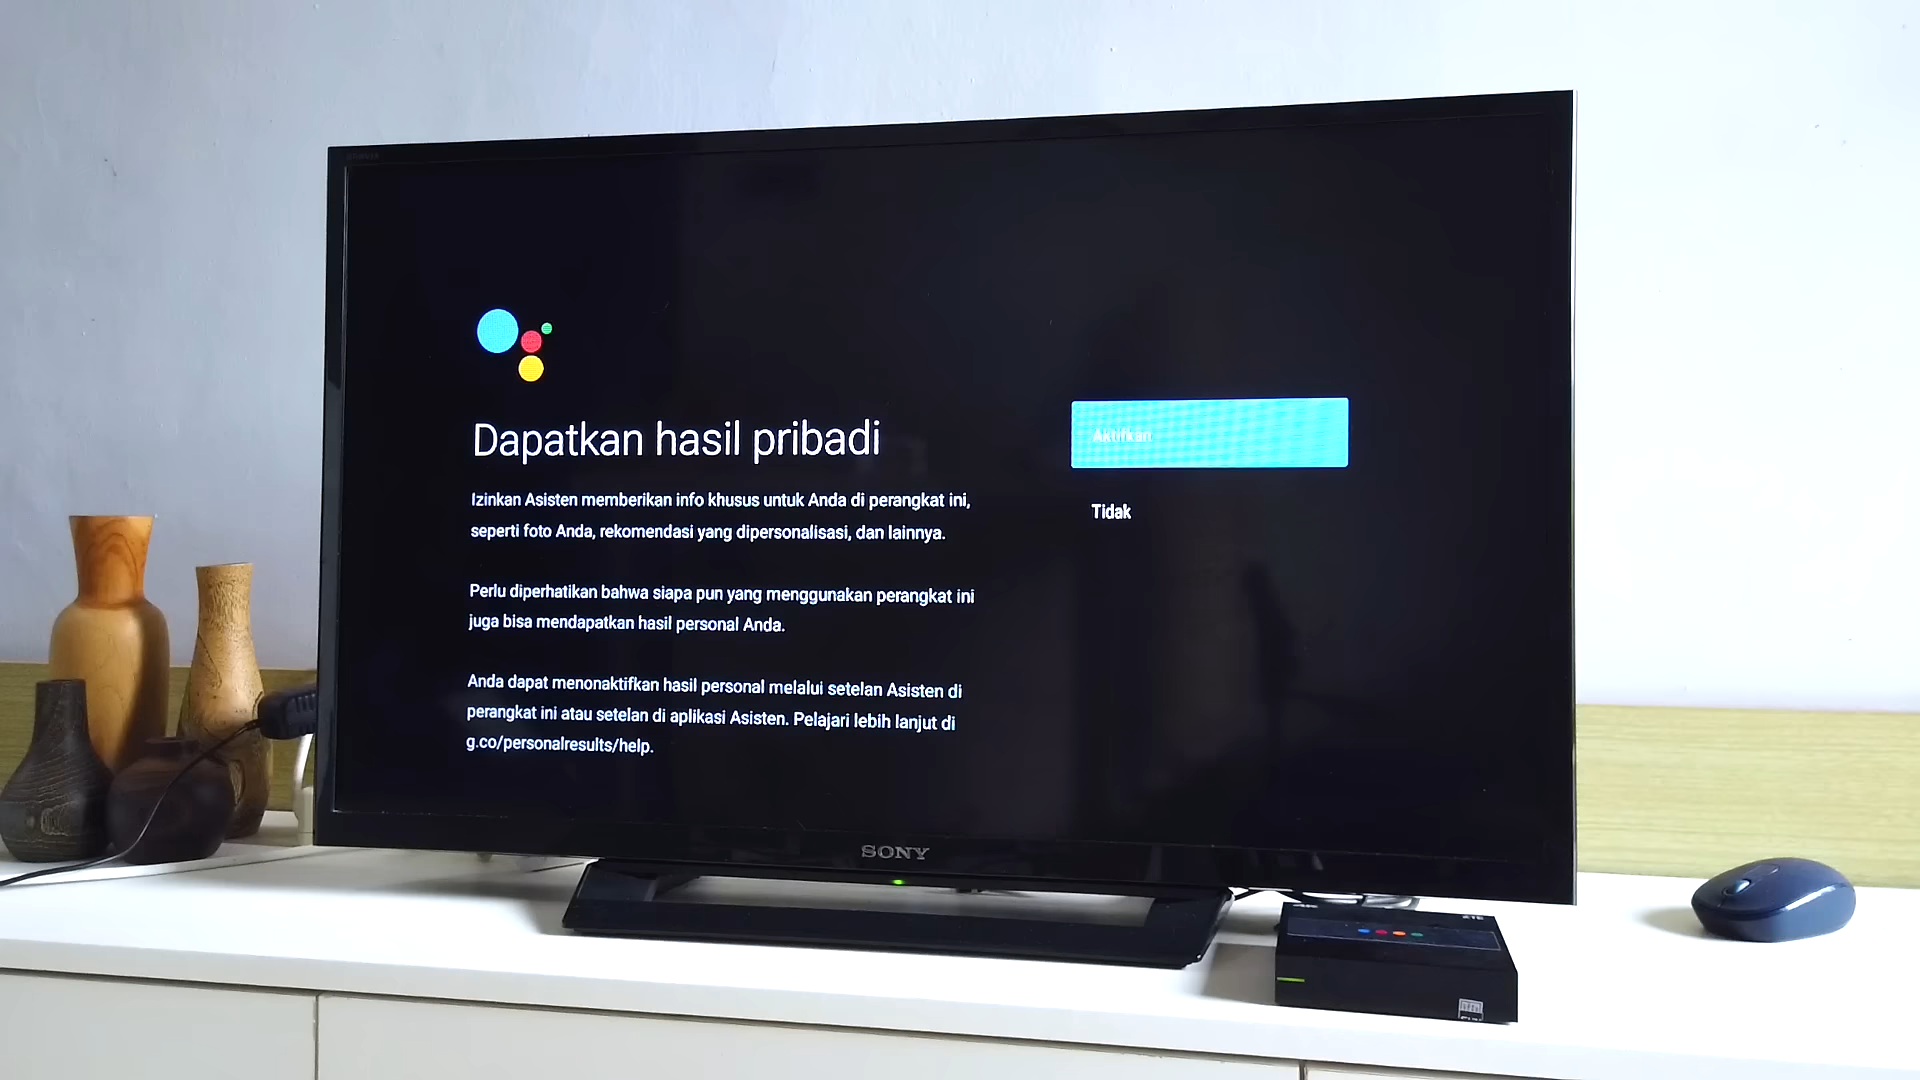 Dapatkan hasil pribadi
Izinkan Asisten memberikan info khusus untuk Anda di perangkat ini,
seperti foto Anda, rekomendasi yang dipersonalisasi, dan lainnya.
Perlu diperhatikan bahwa siapa pun yang menggunakan perangkat ini
juga bisa mendapatkan hasil personal Anda.
Anda dapat menonaktifkan hasil personal melalui setelan Asisten di
perangkat ini atau setelan di aplikasi Asisten. Pelajari lebih lanjut di
g.co/personalresults/help.
Aktifkan
Tidak
SONY
ZTE